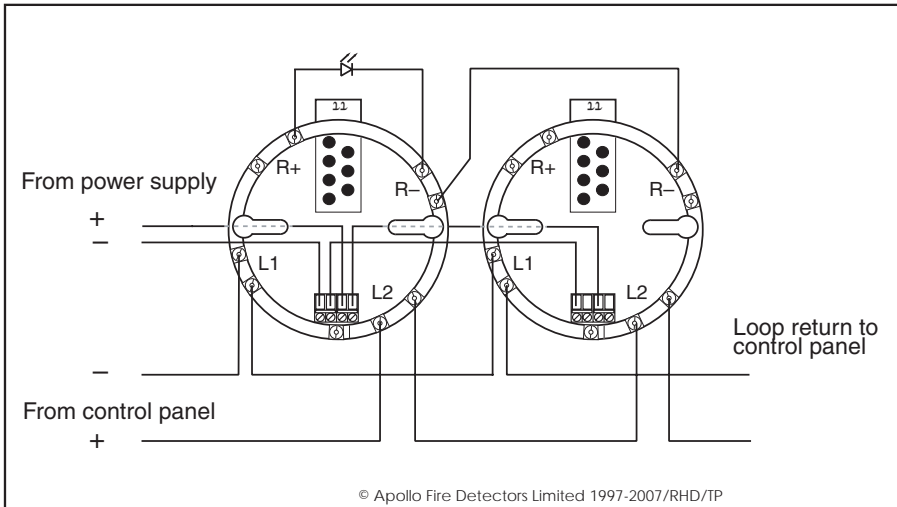 R+
R–
R+
R–
From power supply
+
–
L1
L2
L1
L2
Loop return to
control panel
–
From control panel
+
© Apollo Fire Detectors Limited 1997-2007/RHD/TP